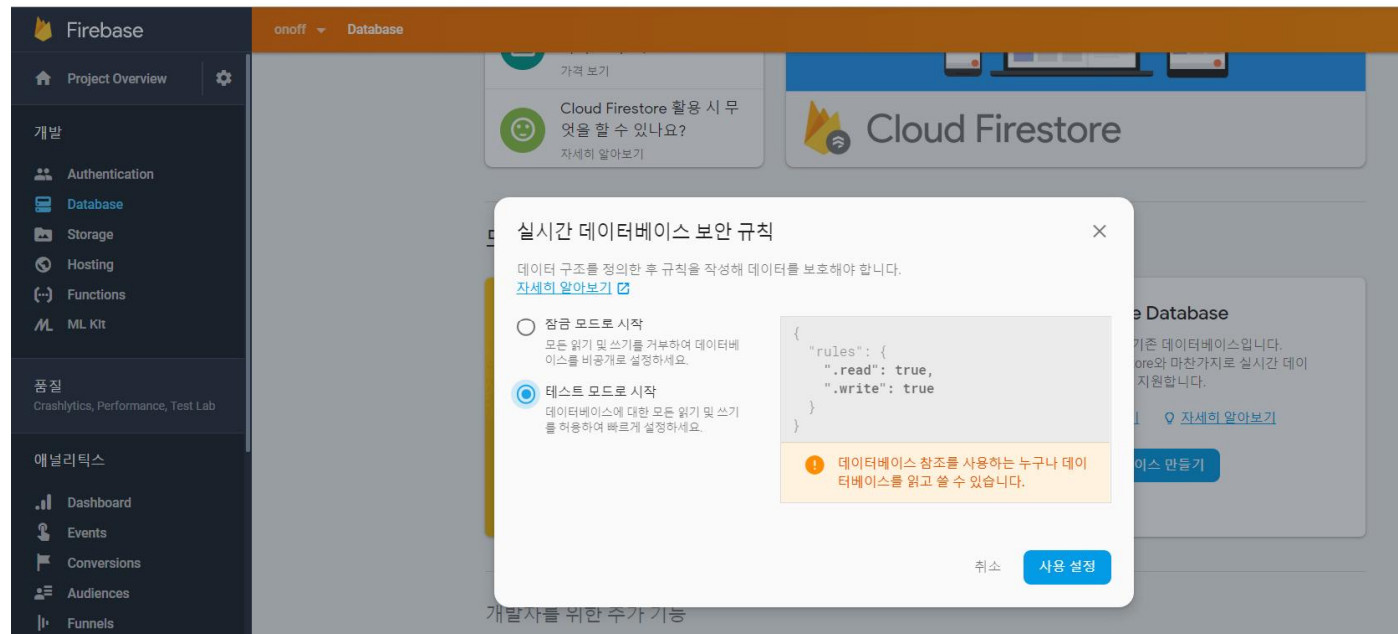 Firebase
onoff
Database
Project Overview
개발
Authentication
Database
Storage
Hosting
Functions
ML Kit
품질
Crashlytics, Performance, Test Lab
애널리틱스
Dashboard
Events
Conversions
Audiences
Funnels
가격 보기
Cloud Firestore 활용 시 무
엇을 할 수 있나요?
자세히 알아보기
Cloud Firestore
실시간 데이터베이스 보안 규칙
데이터 구조를 정의한 후 규칙을 작성해 데이터를 보호해야 합니다.
자세히 알아보기
잠금 모드로 시작
모든 읽기 및 쓰기를 거부하여 데이터베
이스를 비공개로 설정하세요.
테스트 모드로 시작
데이터베이스에 대한 모든 읽기 및 쓰기
를 허용하여 빠르게 설정하세요.
{
"rules": {
".read": true,
".write": true
}
}
데이터베이스 참조를 사용하는 누구나 데이
터베이스를 읽고 쓸 수 있습니다.
취소
사용 설정
e Database
기존 데이터베이스입니다.
ore와 마찬가지로 실시간 데이
지원합니다.
자세히 알아보기
이스 만들기
개발자를 위한 추가 기능